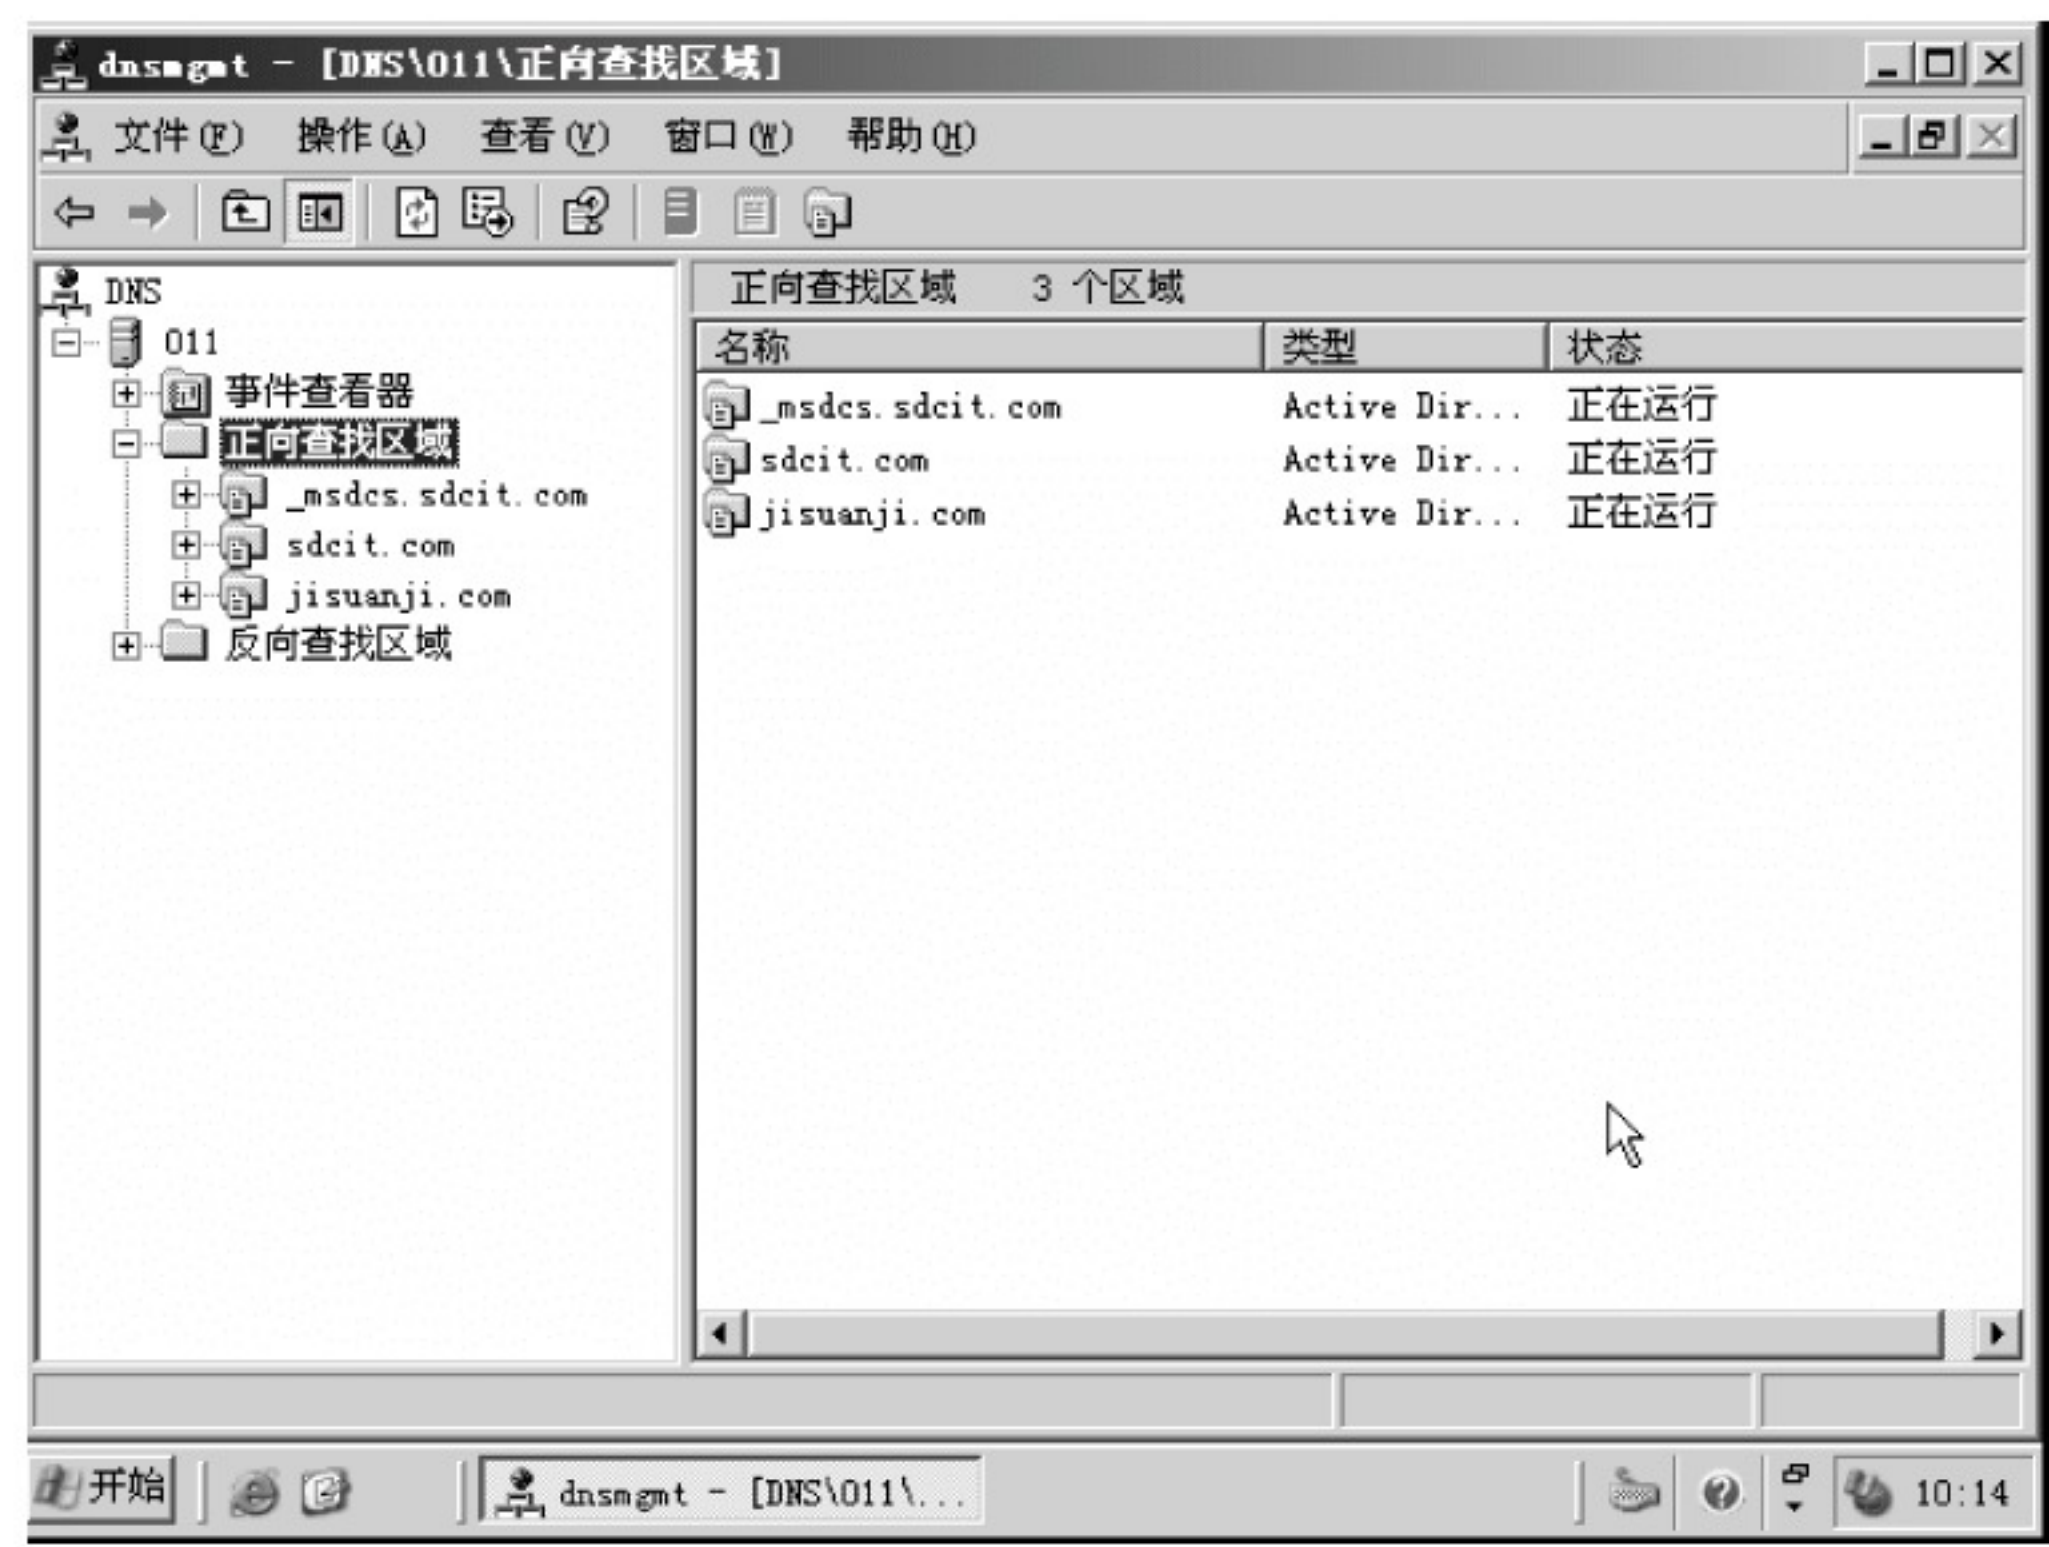 dnsmgmt - [DNS\011\正向查找区域]
文件(F) 操作(A) 查看(V) 窗口(W) 帮助(H)
DNS
011
事件查看器
正向查找区域
_msdcs.sdcit.com
sdcit.com
jisuanji.com
反向查找区域
正向查找区域 3 个区域
名称 类型 状态
_msdcs.sdcit.com Active Dir... 正在运行
sdcit.com Active Dir... 正在运行
jisuanji.com Active Dir... 正在运行
开始 dnsmgmt - [DNS\011\... 10:14